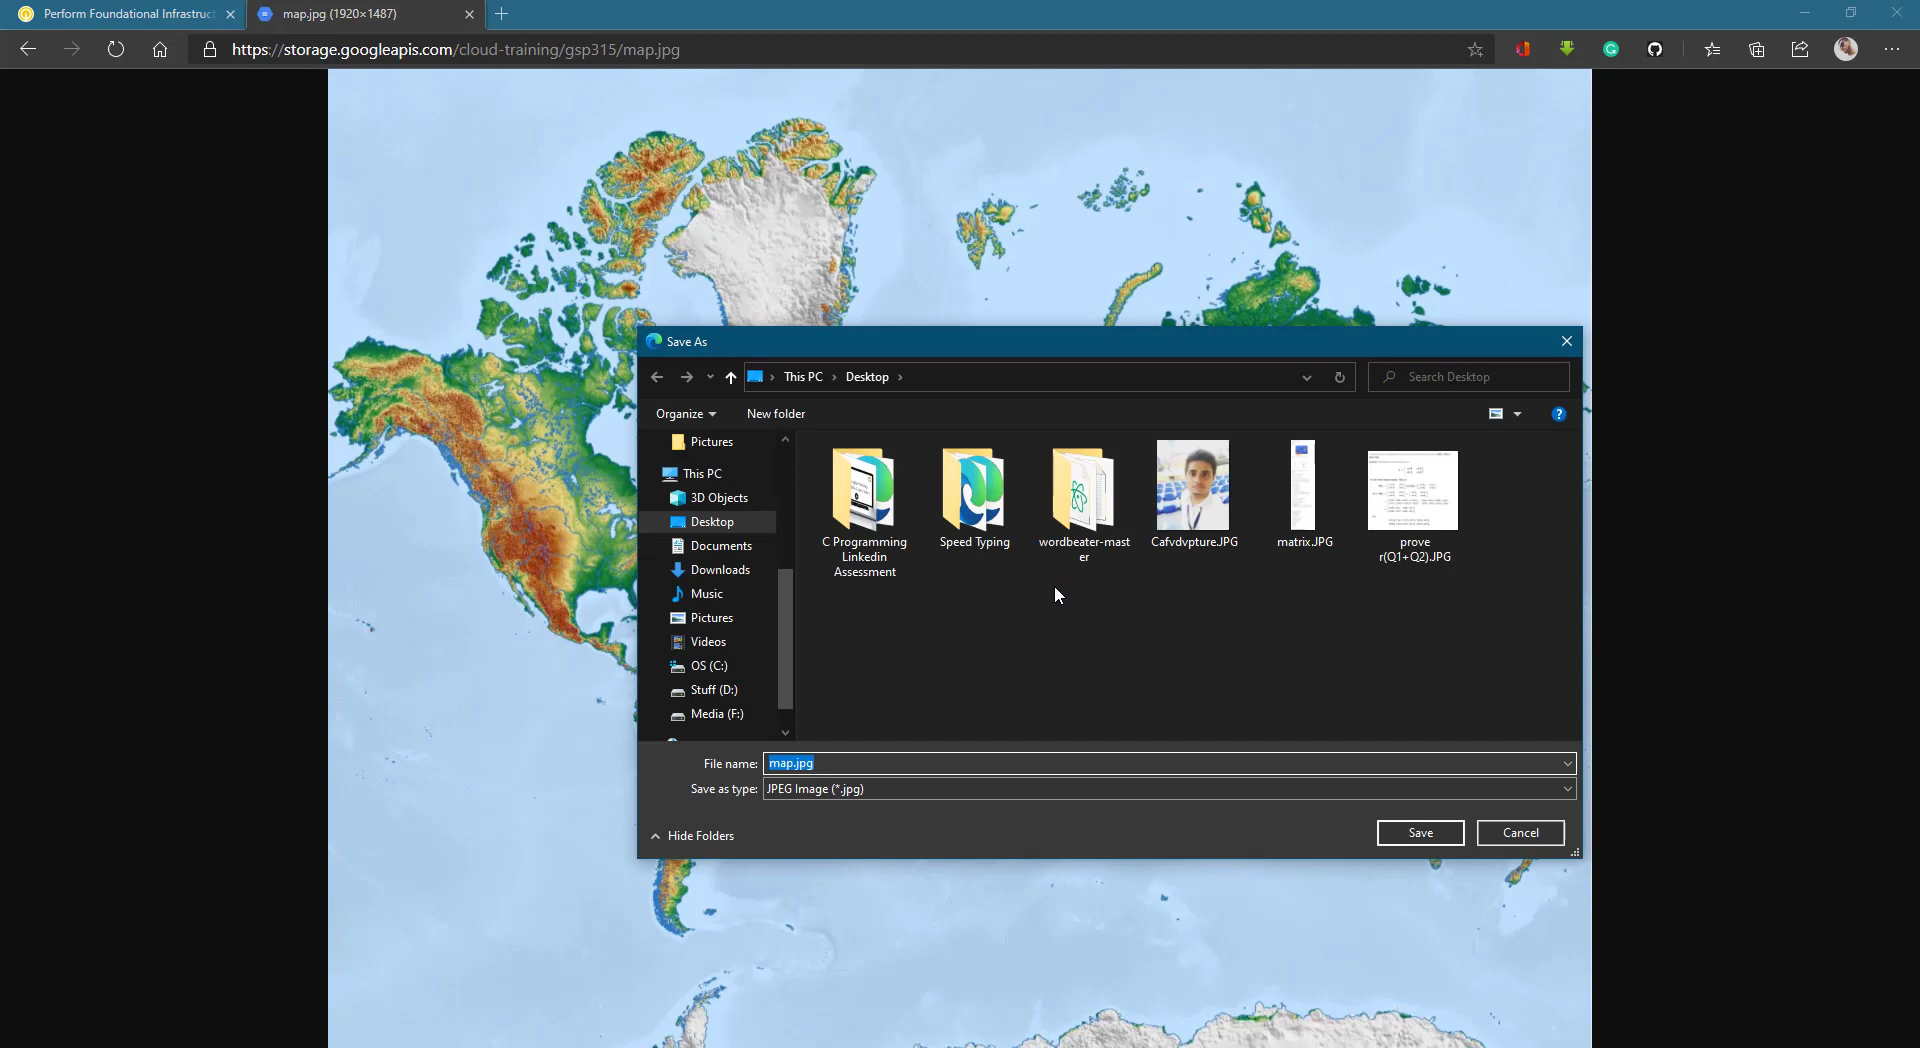 Perform Foundational Infrastruc
map.jpg (1920×1487)
https://storage.googleapis.com/cloud-training/gsp315/map.jpg
Save As
This PC
Desktop
Search Desktop
Organize
New folder
Pictures
This PC
3D Objects
Desktop
Documents
Downloads
Music
Pictures
Videos
OS (C:)
Stuff (D:)
Media (F:)
C Programming
Linkedin
Assessment
Speed Typing
wordbeater-mast
er
Cafvdvpture.JPG
matrix.JPG
prove
r(Q1+Q2).JPG
File name: map.jpg
Save as type: JPEG Image (*.jpg)
Hide Folders
Save
Cancel